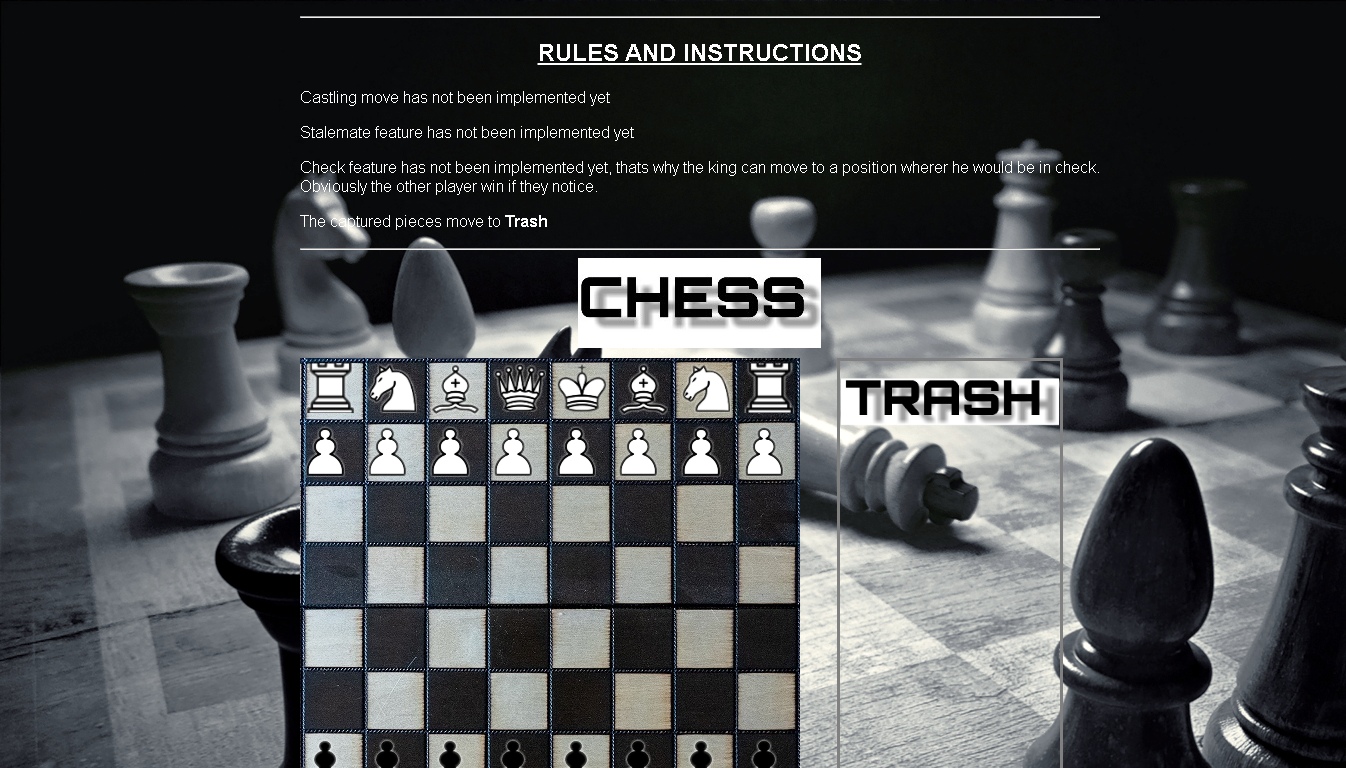 RULES AND INSTRUCTIONS
Castling move has not been implemented yet
Stalemate feature has not been implemented yet
Check feature has not been implemented yet, thats why the king can move to a position wherer he would be in check.
Obviously the other player win if they notice.
The captured pieces move to Trash
CHESS
TRASH